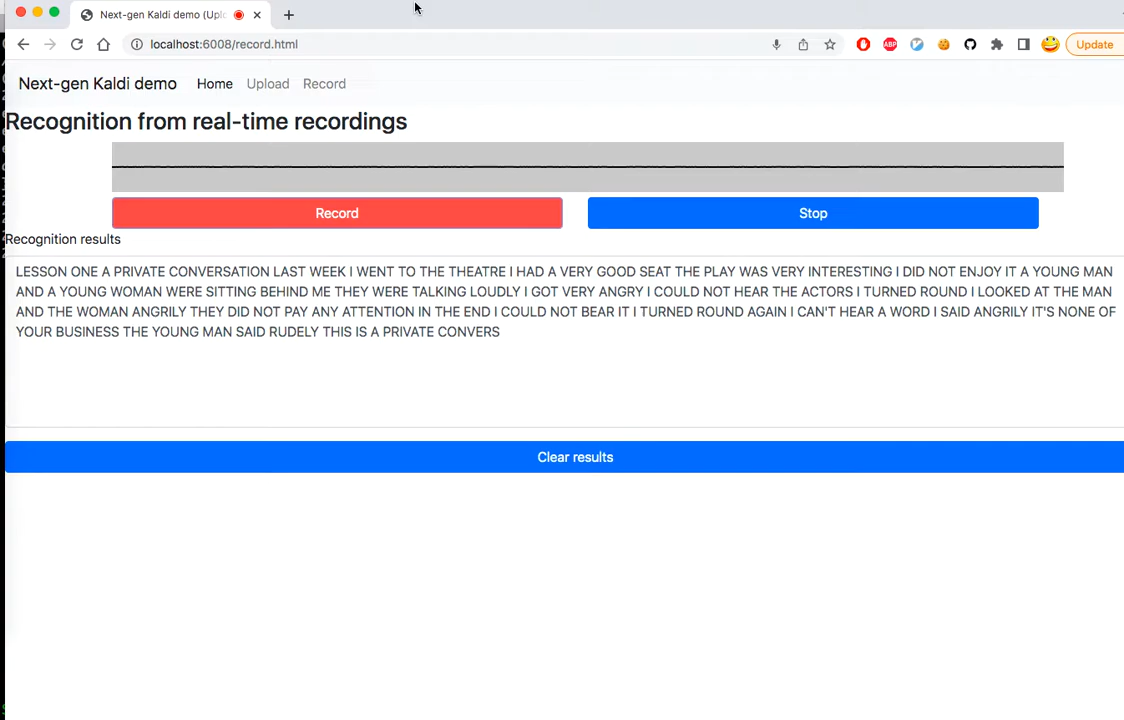 Next-gen Kaldi demo (Uplo
localhost:6008/record.html
ABP
Update
Next-gen Kaldi demo Home Upload Record
Recognition from real-time recordings
Record Stop
Recognition results
LESSON ONE A PRIVATE CONVERSATION LAST WEEK I WENT TO THE THEATRE I HAD A VERY GOOD SEAT THE PLAY WAS VERY INTERESTING I DID NOT ENJOY IT A YOUNG MAN
AND A YOUNG WOMAN WERE SITTING BEHIND ME THEY WERE TALKING LOUDLY I GOT VERY ANGRY I COULD NOT HEAR THE ACTORS I TURNED ROUND I LOOKED AT THE MAN
AND THE WOMAN ANGRILY THEY DID NOT PAY ANY ATTENTION IN THE END I COULD NOT BEAR IT I TURNED ROUND AGAIN I CAN'T HEAR A WORD I SAID ANGRILY IT'S NONE OF
YOUR BUSINESS THE YOUNG MAN SAID RUDELY THIS IS A PRIVATE CONVERS
Clear results